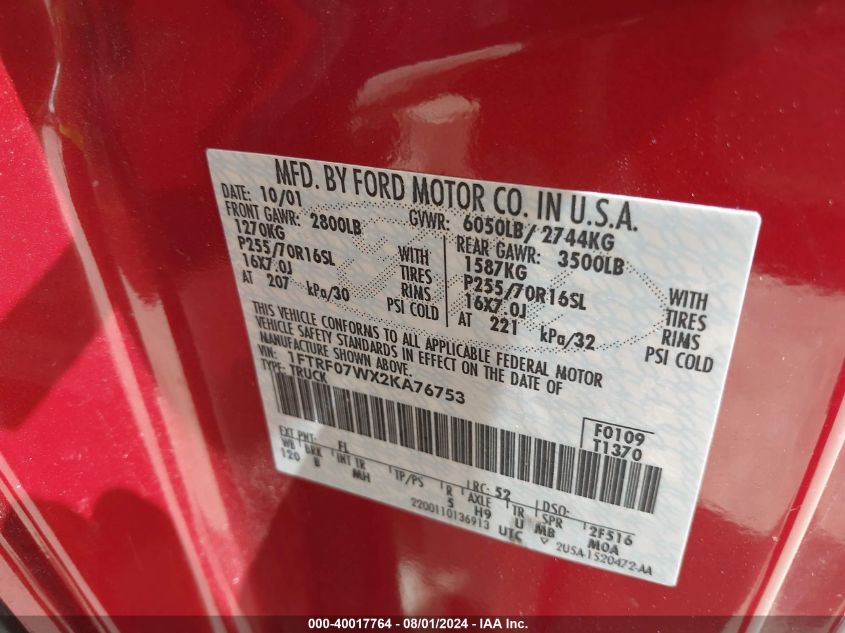 MFD. BY FORD MOTOR CO. IN U.S.A.
DATE: 10/01 GVWR: 6050LB/ 2744KG
FRONT GAWR: 2800LB REAR GAWR: 3500LB
1270KG WITH 1587KG WITH
P255/70R16SL TIRES P255/70R16SL TIRES
16X7.0J RIMS 16X7.0J RIMS
AT 207 kPa/30 PSI COLD AT 221 kPa/32 PSI COLD
THIS VEHICLE CONFORMS TO ALL APPLICABLE FEDERAL MOTOR
VEHICLE SAFETY STANDARDS IN EFFECT ON THE DATE OF
MANUFACTURE SHOWN ABOVE.
VIN: 1FTRF07WX2KA76753
TYPE: TRUCK
F0109
T1370
EXT PNT: FL RC: 52 DSO:
WB BRK INT TR TP/PS R AXLE TR SPR 2F516
120 B MH 5 H9 U MB MOA
2200110136913 UTC 2USA-1520472-AA
000-40017764 - 08/01/2024 - IAA Inc.